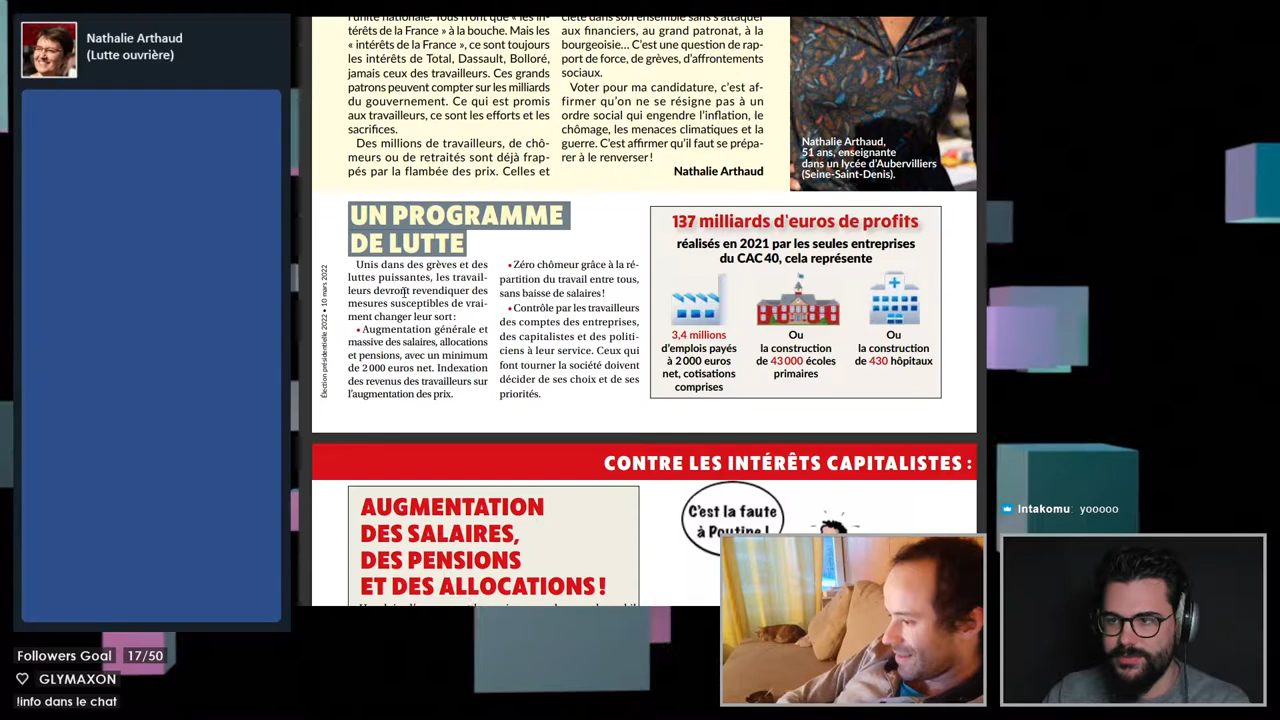 Nathalie Arthaud
(Lutte ouvrière)
l'unité nationale. Tous n'ont que « les in-
térêts de la France » à la bouche. Mais les
« intérêts de la France », ce sont toujours
les intérêts de Total, Dassault, Bolloré,
jamais ceux des travailleurs. Ces grands
patrons peuvent compter sur les milliards
du gouvernement. Ce qui est promis
aux travailleurs, ce sont les efforts et les
sacrifices.
Des millions de travailleurs, de chô-
meurs ou de retraités sont déjà frap-
pés par la flambée des prix. Celles et
ciété dans son ensemble sans s'attaquer
aux financiers, au grand patronat, à la
bourgeoisie... C'est une question de rap-
port de force, de grèves, d'affrontements
sociaux.
Voter pour ma candidature, c'est af-
firmer qu'on ne se résigne pas à un
ordre social qui engendre l'inflation, le
chômage, les menaces climatiques et la
guerre. C'est affirmer qu'il faut se prépa-
rer à le renverser !
Nathalie Arthaud
Nathalie Arthaud,
51 ans, enseignante
dans un lycée d'Aubervilliers
(Seine-Saint-Denis).
UN PROGRAMME
DE LUTTE
Élection présidentielle 2022 • 10 mars 2022
Unis dans des grèves et des
luttes puissantes, les travail-
leurs devront revendiquer des
mesures susceptibles de vrai-
ment changer leur sort :
• Augmentation générale et
massive des salaires, allocations
et pensions, avec un minimum
de 2 000 euros net. Indexation
des revenus des travailleurs sur
l'augmentation des prix.
• Zéro chômeur grâce à la ré-
partition du travail entre tous,
sans baisse de salaires !
• Contrôle par les travailleurs
des comptes des entreprises,
des capitalistes et des politi-
ciens à leur service. Ceux qui
font tourner la société doivent
décider de ses choix et de ses
priorités.
137 milliards d'euros de profits
réalisés en 2021 par les seules entreprises
du CAC 40, cela représente
3,4 millions
d'emplois payés
à 2 000 euros
net, cotisations
comprises
Ou
la construction
de 43 000 écoles
primaires
Ou
la construction
de 430 hôpitaux
CONTRE LES INTÉRÊTS CAPITALISTES :
AUGMENTATION
DES SALAIRES,
DES PENSIONS
ET DES ALLOCATIONS !
C'est la faute
à Poutine !
Intakomu: yooooo
Followers Goal 17/50
GLYMAXON
!info dans le chat